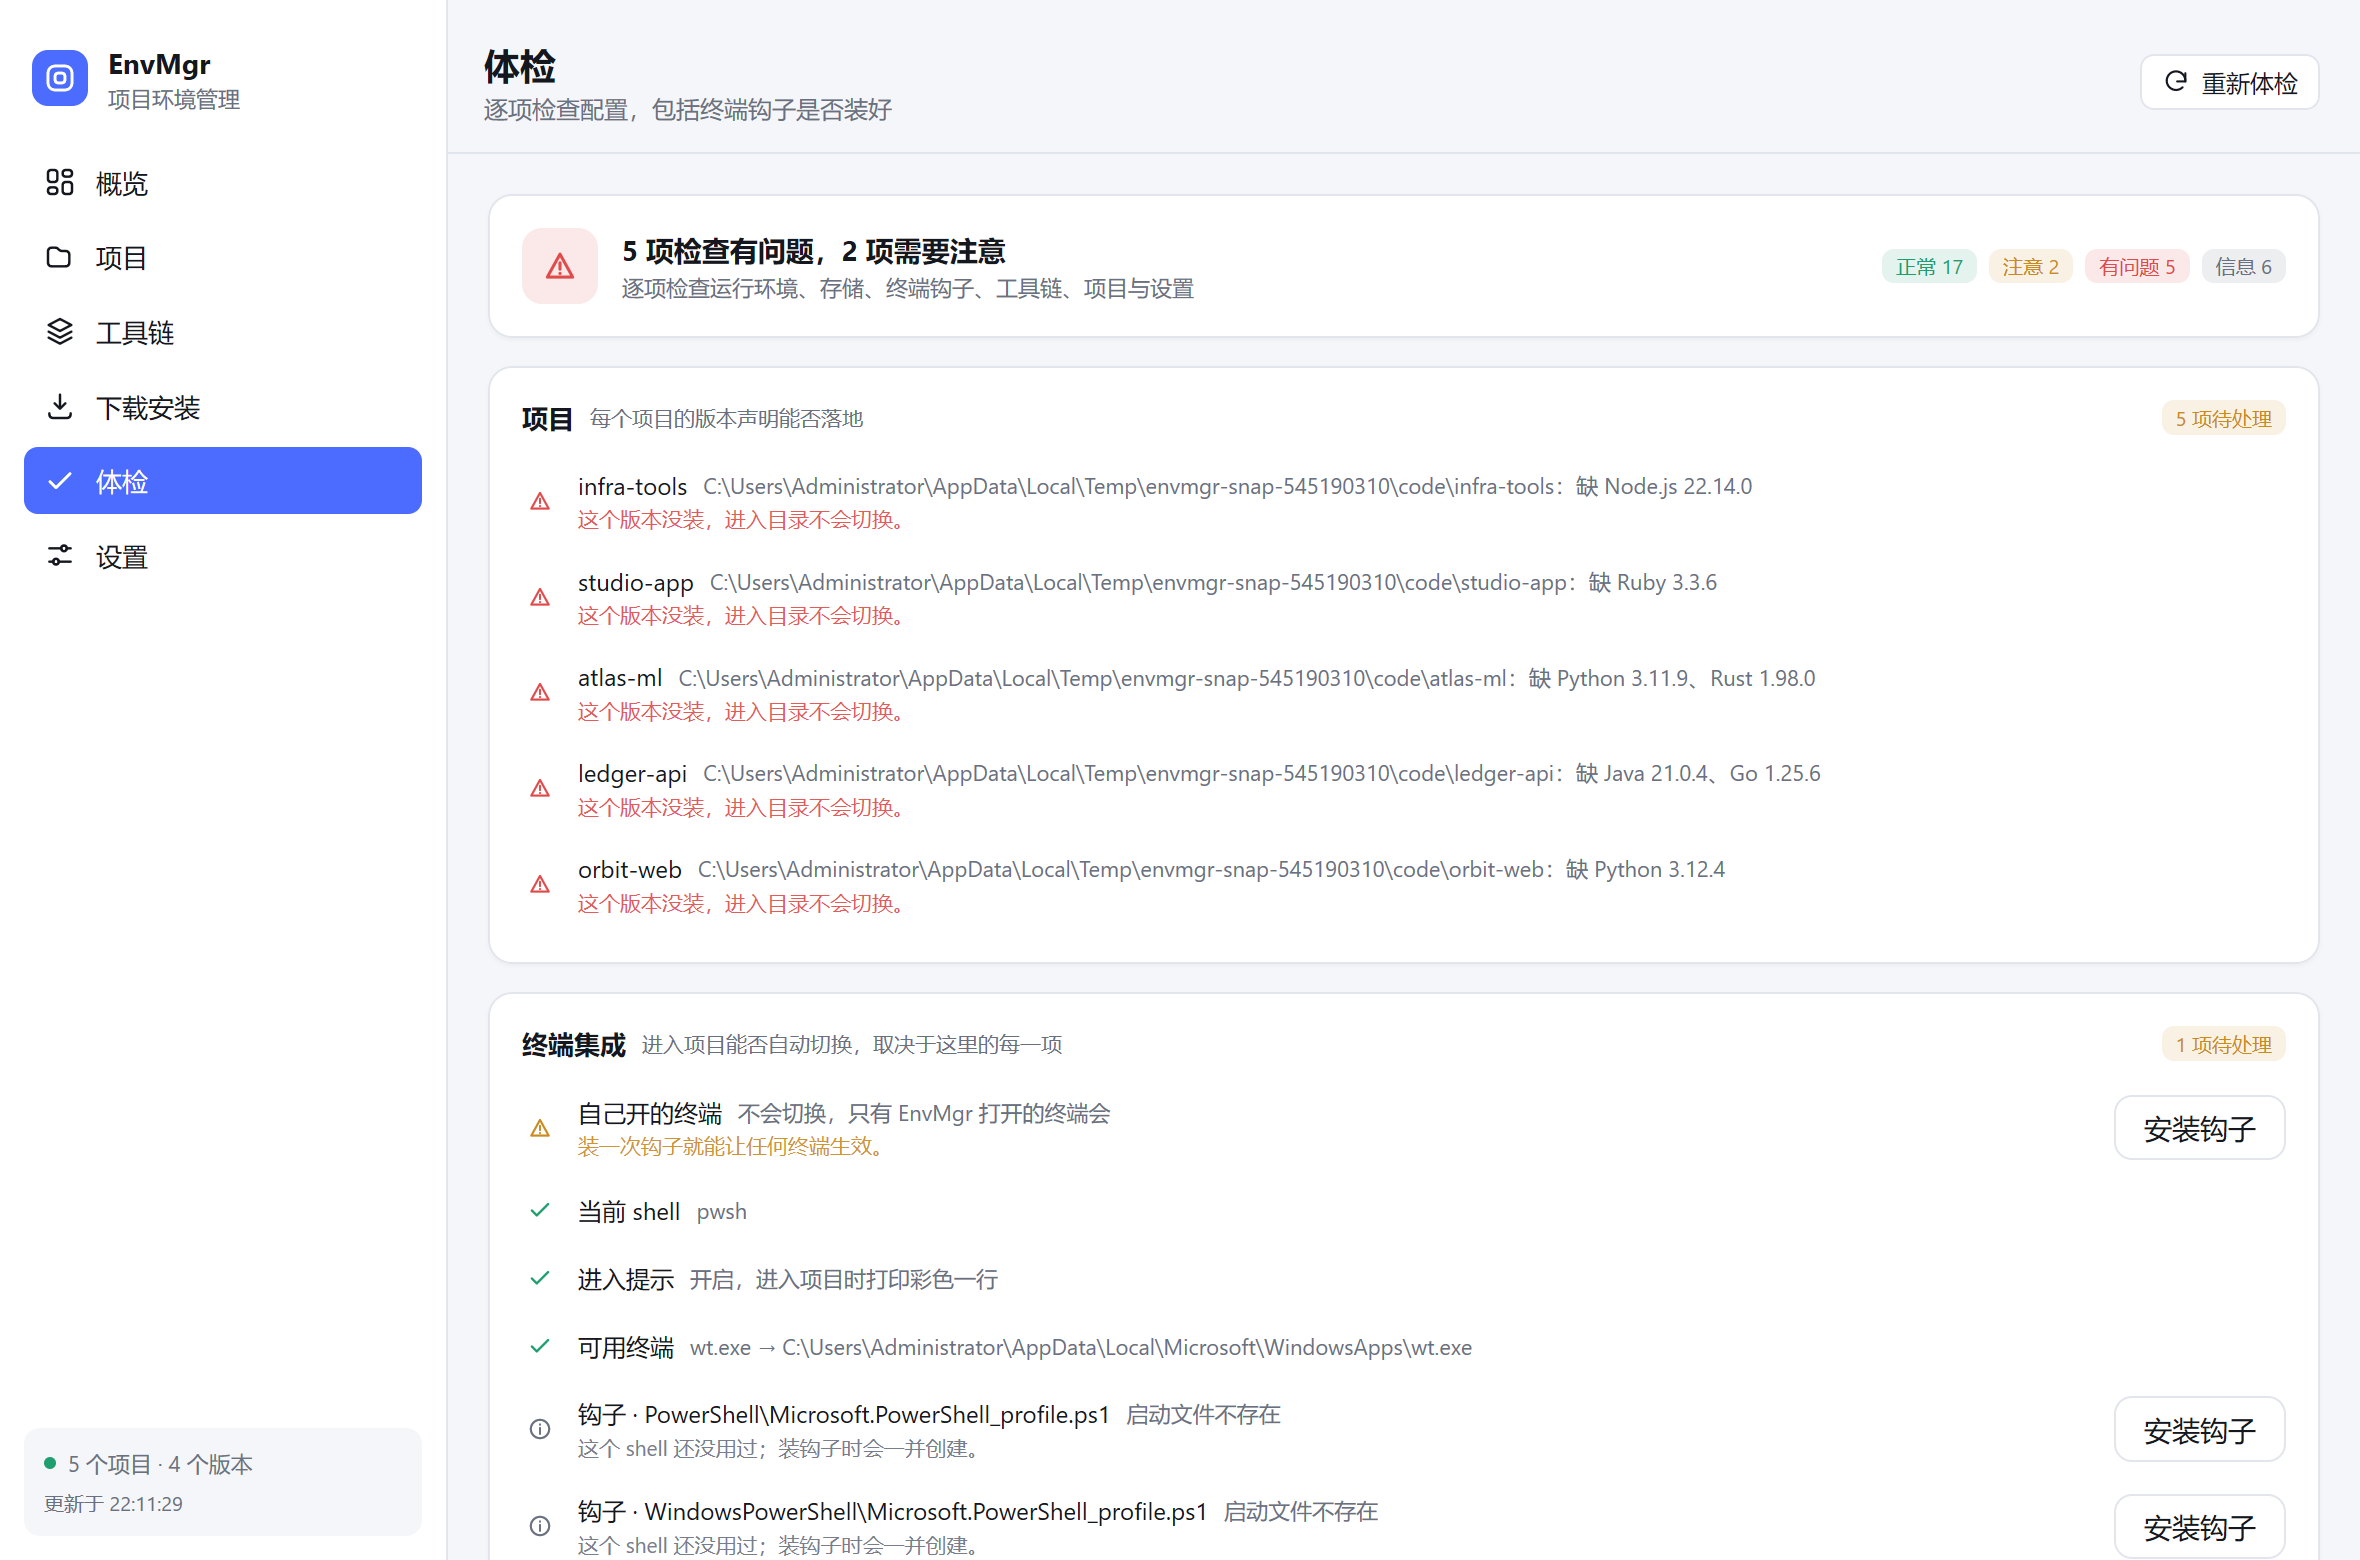 EnvMgr
项目环境管理
概览
项目
工具链
下载安装
体检
设置
5 个项目 · 4 个版本
更新于 22:11:29
体检
逐项检查配置，包括终端钩子是否装好
重新体检
5 项检查有问题，2 项需要注意
逐项检查运行环境、存储、终端钩子、工具链、项目与设置
正常 17 注意 2 有问题 5 信息 6
项目 每个项目的版本声明能否落地 5 项待处理
infra-tools C:\Users\Administrator\AppData\Local\Temp\envmgr-snap-545190310\code\infra-tools：缺 Node.js 22.14.0
这个版本没装，进入目录不会切换。
studio-app C:\Users\Administrator\AppData\Local\Temp\envmgr-snap-545190310\code\studio-app：缺 Ruby 3.3.6
这个版本没装，进入目录不会切换。
atlas-ml C:\Users\Administrator\AppData\Local\Temp\envmgr-snap-545190310\code\atlas-ml：缺 Python 3.11.9、Rust 1.98.0
这个版本没装，进入目录不会切换。
ledger-api C:\Users\Administrator\AppData\Local\Temp\envmgr-snap-545190310\code\ledger-api：缺 Java 21.0.4、Go 1.25.6
这个版本没装，进入目录不会切换。
orbit-web C:\Users\Administrator\AppData\Local\Temp\envmgr-snap-545190310\code\orbit-web：缺 Python 3.12.4
这个版本没装，进入目录不会切换。
终端集成 进入项目能否自动切换，取决于这里的每一项 1 项待处理
自己开的终端 不会切换，只有 EnvMgr 打开的终端会
装一次钩子就能让任何终端生效。
安装钩子
当前 shell pwsh
进入提示 开启，进入项目时打印彩色一行
可用终端 wt.exe → C:\Users\Administrator\AppData\Local\Microsoft\WindowsApps\wt.exe
钩子 · PowerShell\Microsoft.PowerShell_profile.ps1 启动文件不存在
这个 shell 还没用过；装钩子时会一并创建。
安装钩子
钩子 · WindowsPowerShell\Microsoft.PowerShell_profile.ps1 启动文件不存在
这个 shell 还没用过；装钩子时会一并创建。
安装钩子